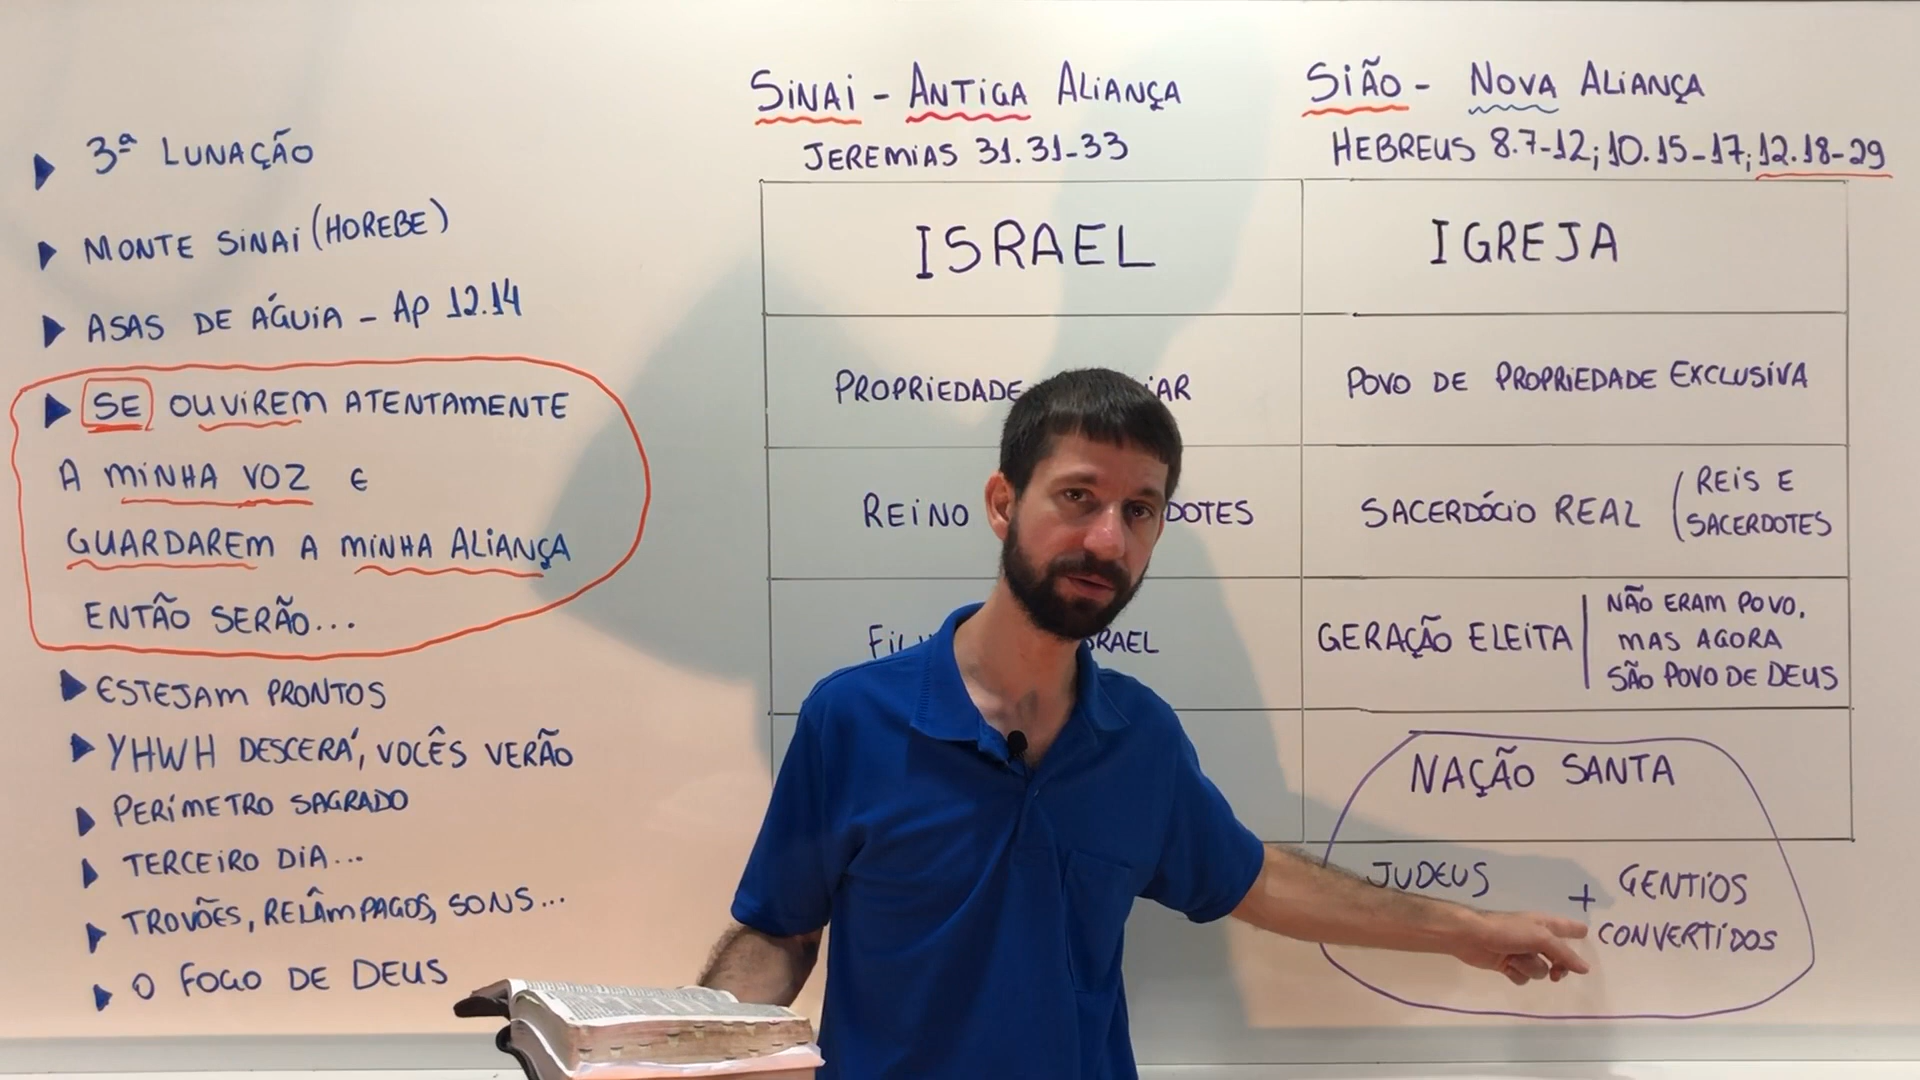 3ª LUNAÇÃO
MONTE SINAI (HOREBE)
ASAS DE ÁGUIA - AP 12.14
SE OUVIREM ATENTAMENTE
A MINHA VOZ E
GUARDAREM A MINHA ALIANÇA
ENTÃO SERÃO...
ESTEJAM PRONTOS
YHWH DESCERÁ, VOCÊS VERÃO
PERÍMETRO SAGRADO
TERCEIRO DIA...
TROVÕES, RELÂMPAGOS, SONS...
O FOGO DE DEUS
SINAI - ANTIGA ALIANÇA
JEREMIAS 31.31-33
ISRAEL
PROPRIEDADE
REINO
SIÃO - NOVA ALIANÇA
HEBREUS 8.7-12; 10.15-17; 12.18-29
IGREJA
POVO DE PROPRIEDADE EXCLUSIVA
SACERDÓCIO REAL (REIS E
SACERDOTES
GERAÇÃO ELEITA
NÃO ERAM POVO,
MAS AGORA
SÃO POVO DE DEUS
NAÇÃO SANTA
JUDEUS + GENTIOS
CONVERTIDOS